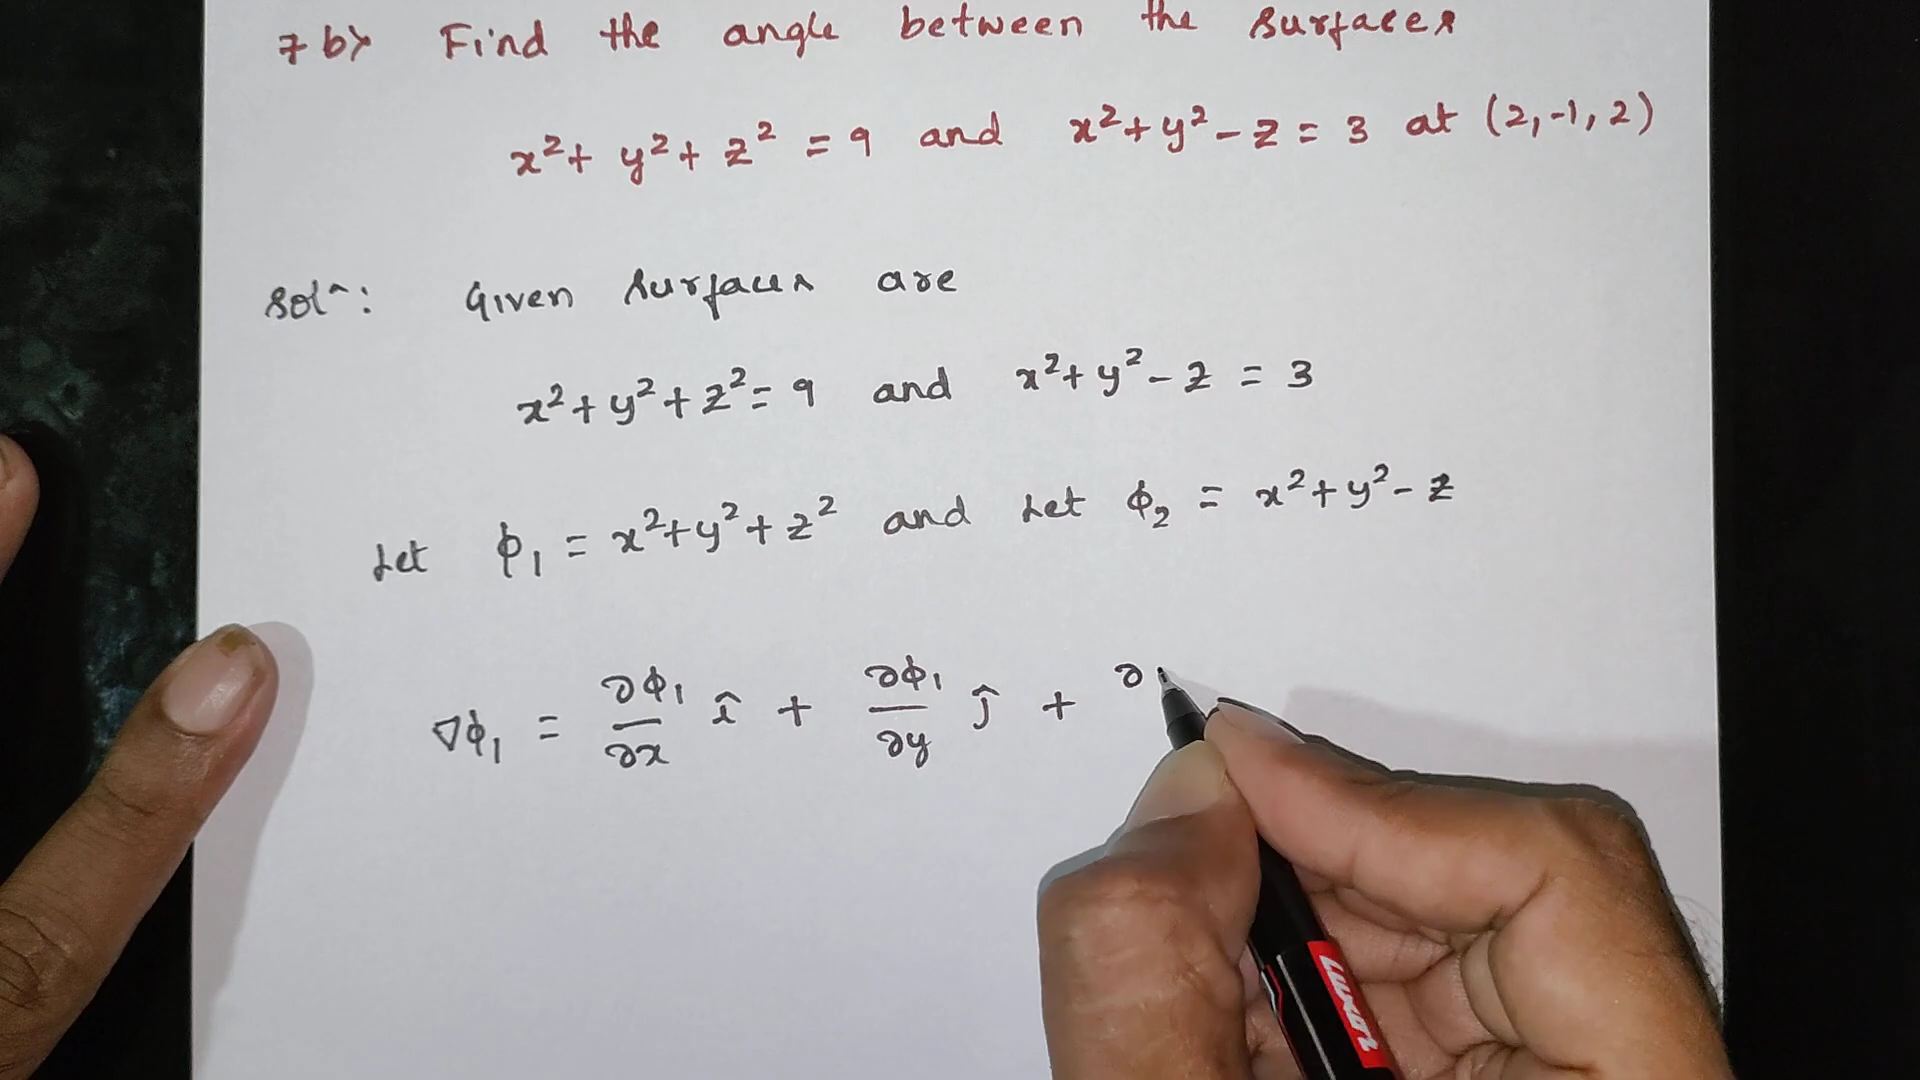 7 b) Find the angle between the surfaces
x² + y² + z² = 9 and x² + y² - z = 3 at (2, -1, 2)
Solⁿ: Given surfaces are
x² + y² + z² = 9 and x² + y² - z = 3
Let ϕ₁ = x² + y² + z² and Let ϕ₂ = x² + y² - z
∇ϕ₁ = ∂ϕ₁/∂x î + ∂ϕ₁/∂y ĵ + ∂
LUXOR